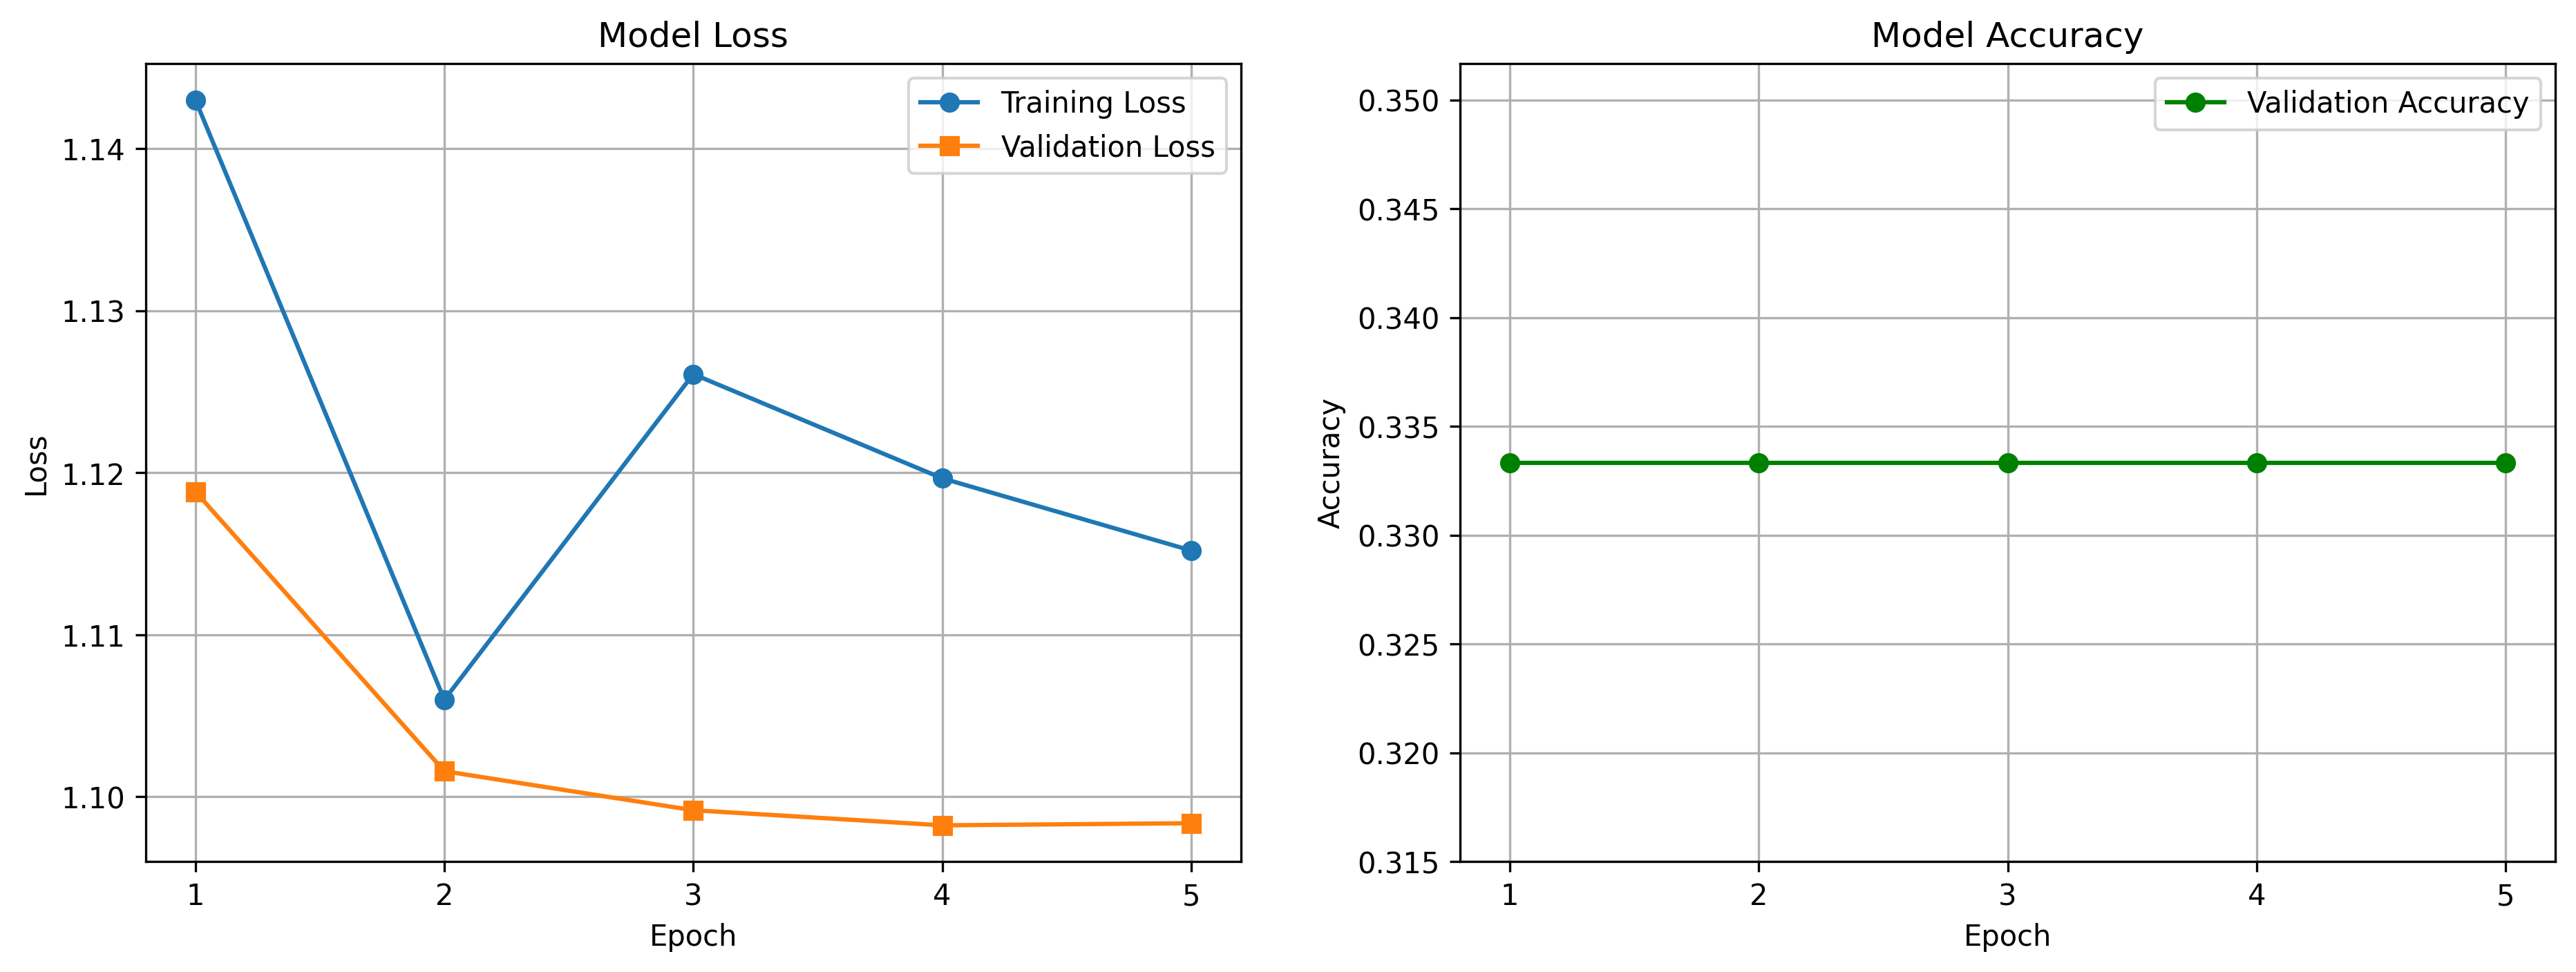 Model Loss
Training Loss
Validation Loss
1.14
1.13
1.12
1.11
1.10
Loss
1 2 3 4 5
Epoch
Model Accuracy
Validation Accuracy
0.350
0.345
0.340
0.335
0.330
0.325
0.320
0.315
Accuracy
1 2 3 4 5
Epoch